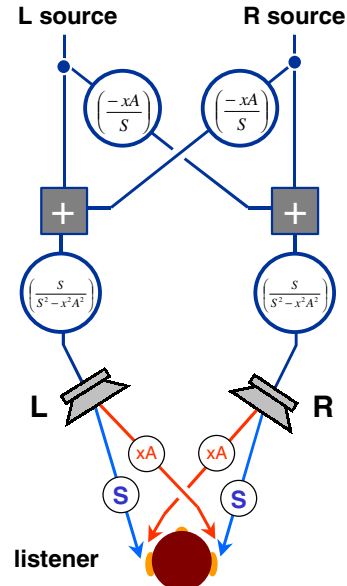 L source R source
(-xA/S) (-xA/S)
+ +
(S/(S²-x²A²)) (S/(S²-x²A²))
L R
xA xA
S S
listener